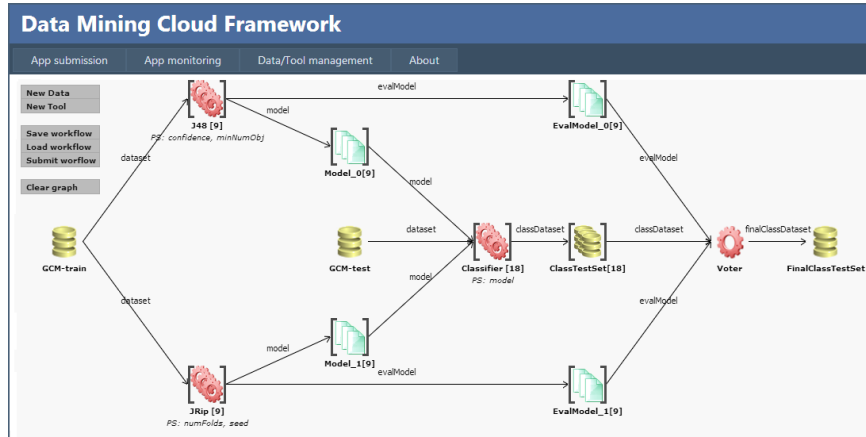 Data Mining Cloud Framework
App submission App monitoring Data/Tool management About
New Data
New Tool
Save workflow
Load workflow
Submit worflow
Clear graph
evalModel
J48 [9]
PS: confidence, minNumObj
model
EvalModel_0[9]
dataset
Model_0[9]
evalModel
model
GCM-train
dataset
GCM-test
Classifier [18]
PS: model
classDataset
ClassTestSet[18]
classDataset
Voter
finalClassDataset
FinalClassTestSet
model
dataset
evalModel
model
Model_1[9]
evalModel
JRip [9]
PS: numFolds, seed
EvalModel_1[9]